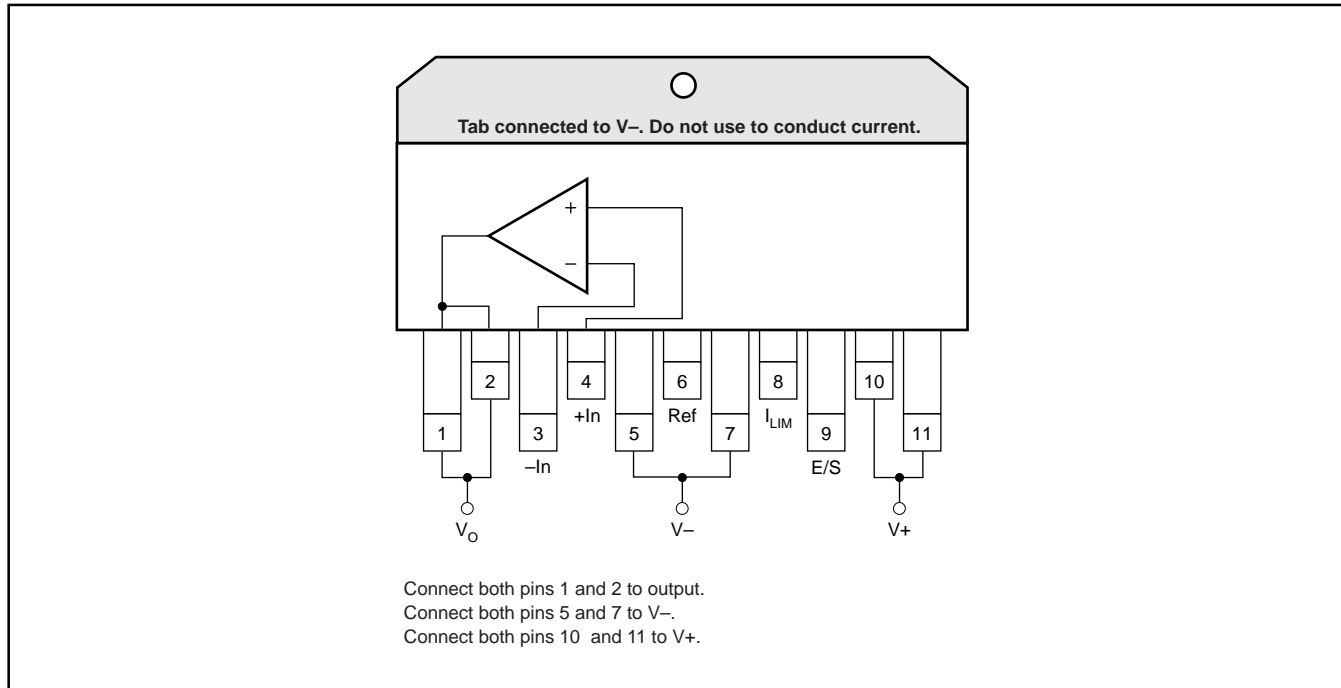 Tab connected to V–. Do not use to conduct current.
+
–
2 4 6 8 10
+In Ref I_LIM
1 3 5 7 9 11
–In E/S
V_O V– V+
Connect both pins 1 and 2 to output.
Connect both pins 5 and 7 to V–.
Connect both pins 10 and 11 to V+.